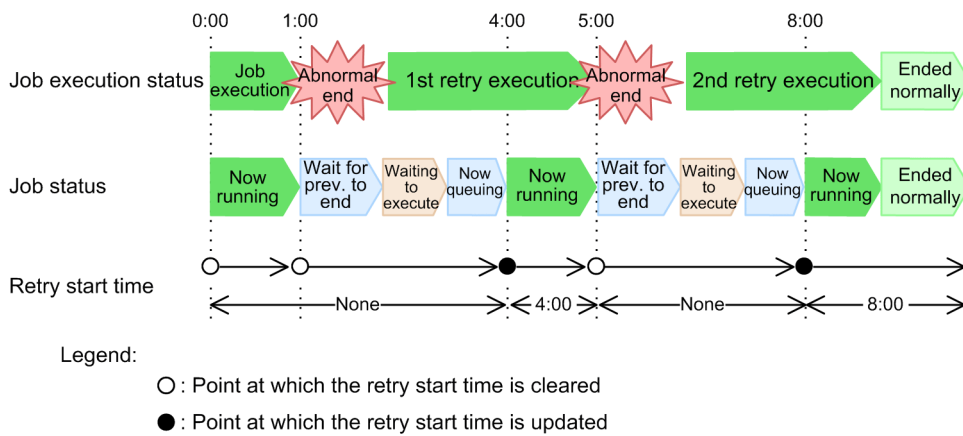 0:00 1:00 4:00 5:00 8:00
Job execution status
Job
execution
Abnormal
end
1st retry execution
Abnormal
end
2nd retry execution
Ended
normally
Job status
Now
running
Wait for
prev. to
end
Waiting
to
execute
Now
queuing
Now
running
Wait for
prev. to
end
Waiting
to
execute
Now
queuing
Now
running
Ended
normally
Retry start time
None
4:00
None
8:00
Legend:
: Point at which the retry start time is cleared
: Point at which the retry start time is updated